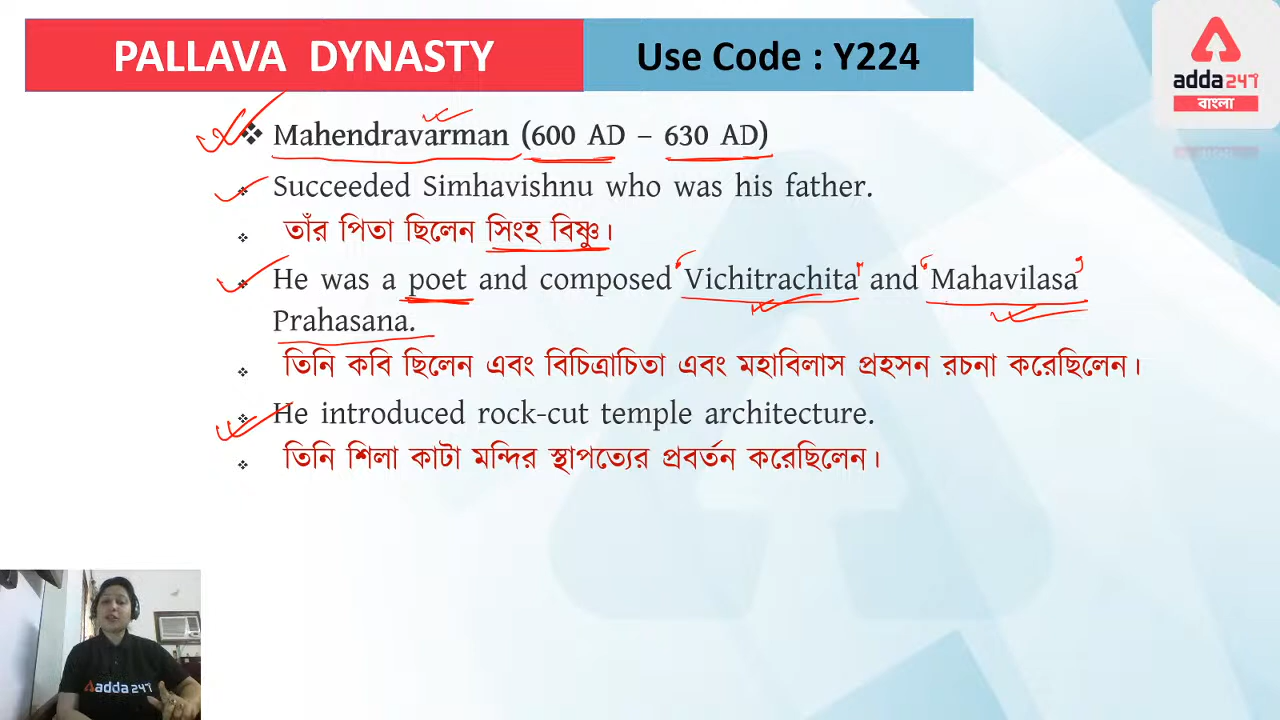 PALLAVA DYNASTY
Use Code : Y224
adda247
বাংলা
❖ Mahendravarman (600 AD – 630 AD)
❖ Succeeded Simhavishnu who was his father.
❖ তাঁর পিতা ছিলেন সিংহ বিষ্ণু।
❖ He was a poet and composed 'Vichitrachita' and 'Mahavilasa'
Prahasana.
❖ তিনি কবি ছিলেন এবং বিচিত্রাচিতা এবং মহাবিলাস প্রহসন রচনা করেছিলেন।
❖ He introduced rock-cut temple architecture.
❖ তিনি শিলা কাটা মন্দির স্থাপত্যের প্রবর্তন করেছিলেন।
adda247